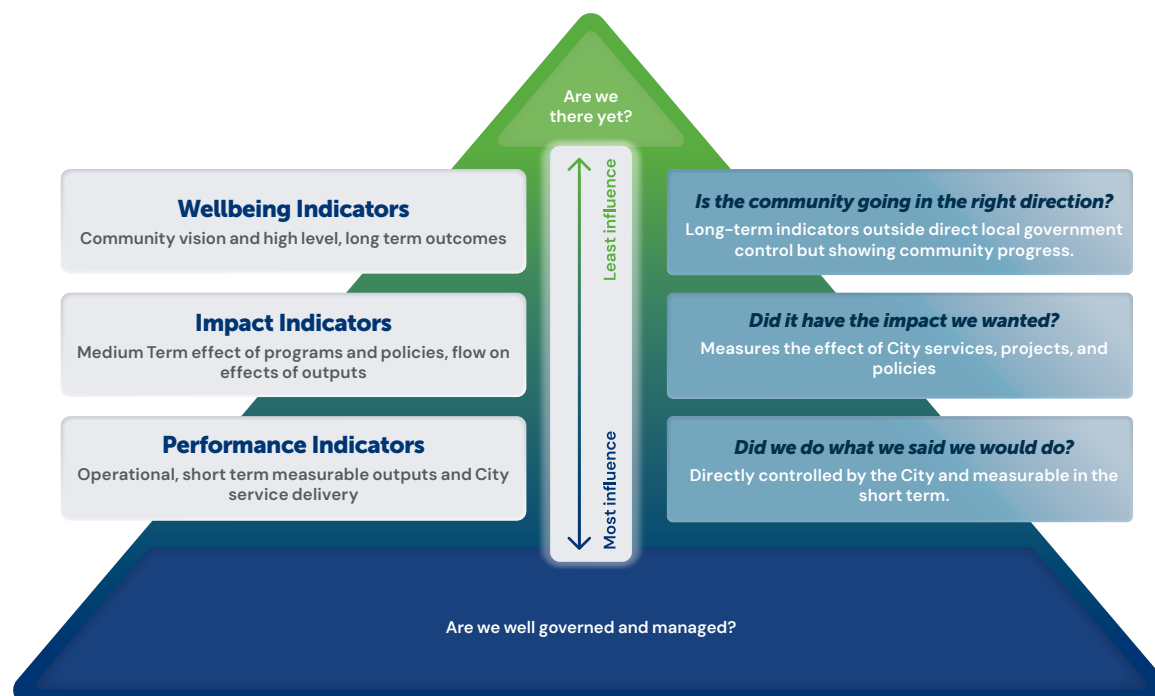 Are we
there yet?
Least influence
Most influence
Wellbeing Indicators
Community vision and high level, long term outcomes
Is the community going in the right direction?
Long-term indicators outside direct local government
control but showing community progress.
Impact Indicators
Medium Term effect of programs and policies, flow on
effects of outputs
Did it have the impact we wanted?
Measures the effect of City services, projects, and
policies
Performance Indicators
Operational, short term measurable outputs and City
service delivery
Did we do what we said we would do?
Directly controlled by the City and measurable in the
short term.
Are we well governed and managed?